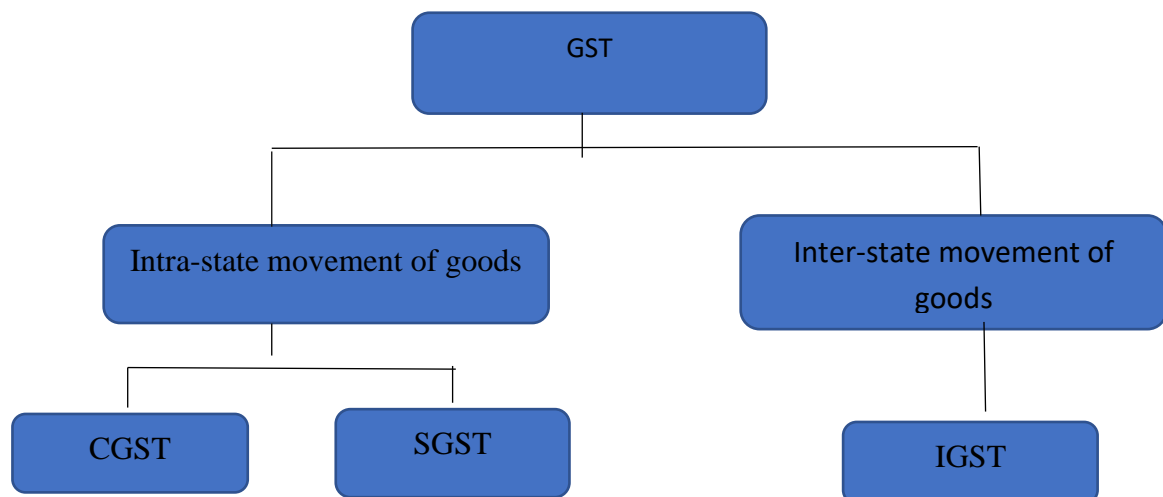 GST
Intra-state movement of goods
Inter-state movement of
goods
CGST
SGST
IGST